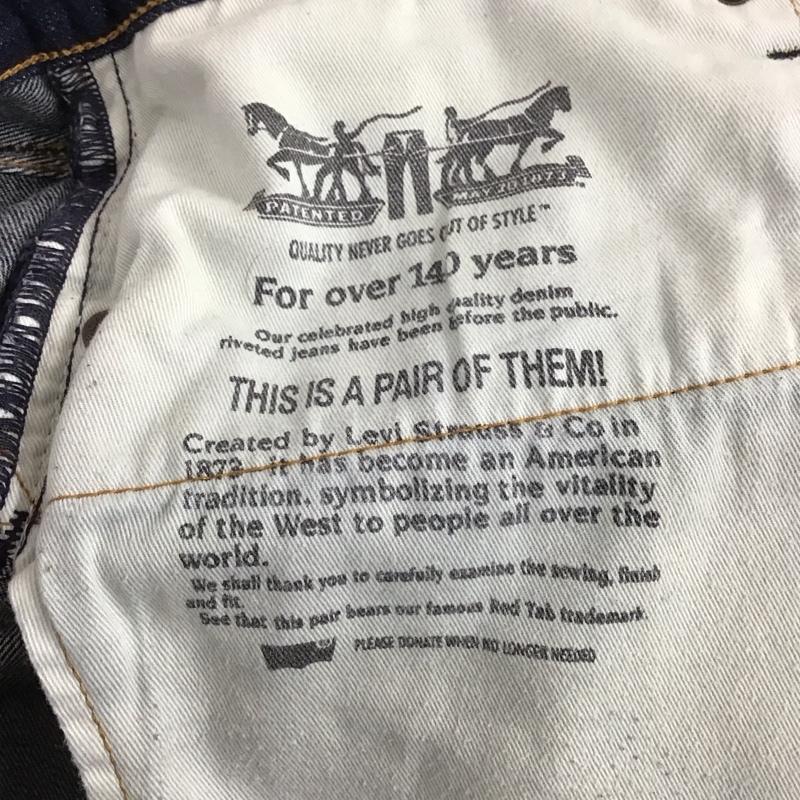 PATENTED
MAY 20 1873
QUALITY NEVER GOES OUT OF STYLE™
For over 140 years
Our celebrated high quality denim
riveted jeans have been before the public.
THIS IS A PAIR OF THEM!
Created by Levi Strauss & Co in
1873 it has become an American
tradition. symbolizing the vitality
of the West to people all over the
world.
We shall thank you to carefully examine the sewing, finish
and fit.
See that this pair bears our famous Red Tab trademark.
PLEASE DONATE WHEN NO LONGER NEEDED